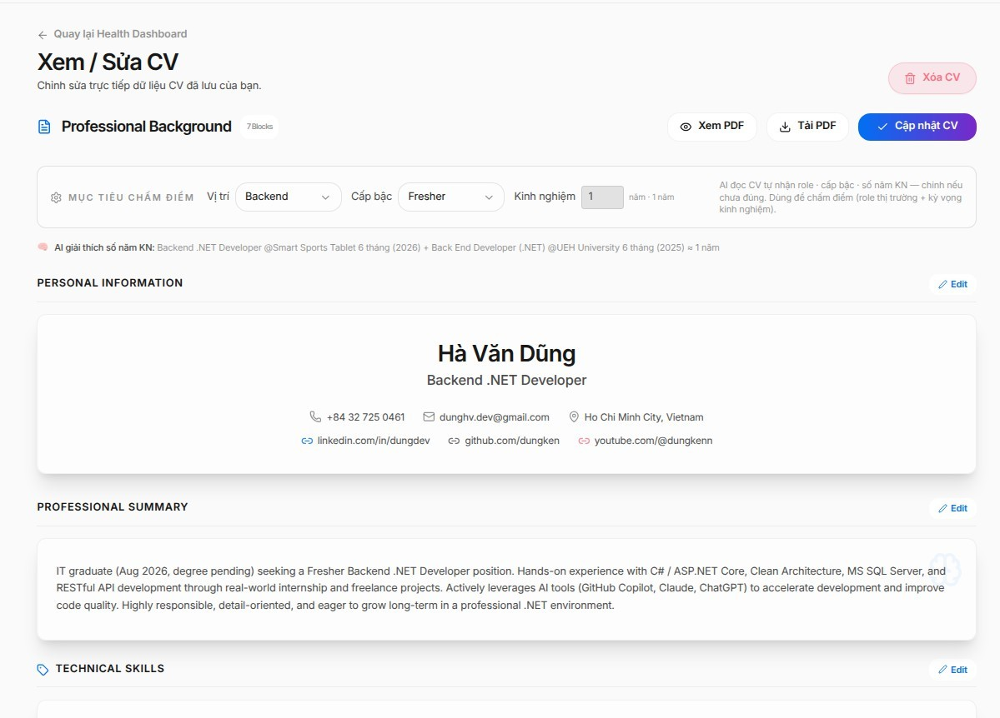 Quay lại Health Dashboard
Xem / Sửa CV
Chỉnh sửa trực tiếp dữ liệu CV đã lưu của bạn.
Xóa CV
Professional Background
7 Blocks
Xem PDF
Tải PDF
Cập nhật CV
MỤC TIÊU CHẤM ĐIỂM
Vị trí
Backend
Cấp bậc
Fresher
Kinh nghiệm
1
năm · 1 năm
AI đọc CV tự nhận role · cấp bậc · số năm KN — chỉnh nếu
chưa đúng. Dùng để chấm điểm (role thị trường + kỳ vọng
kinh nghiệm).
AI giải thích số năm KN: Backend .NET Developer @Smart Sports Tablet 6 tháng (2026) + Back End Developer (.NET) @UEH University 6 tháng (2025) ≈ 1 năm
PERSONAL INFORMATION
Edit
Hà Văn Dũng
Backend .NET Developer
+84 32 725 0461
dunghv.dev@gmail.com
Ho Chi Minh City, Vietnam
linkedin.com/in/dungdev
github.com/dungken
youtube.com/@dungkenn
PROFESSIONAL SUMMARY
Edit
IT graduate (Aug 2026, degree pending) seeking a Fresher Backend .NET Developer position. Hands-on experience with C# / ASP.NET Core, Clean Architecture, MS SQL Server, and
RESTful API development through real-world internship and freelance projects. Actively leverages AI tools (GitHub Copilot, Claude, ChatGPT) to accelerate development and improve
code quality. Highly responsible, detail-oriented, and eager to grow long-term in a professional .NET environment.
TECHNICAL SKILLS
Edit